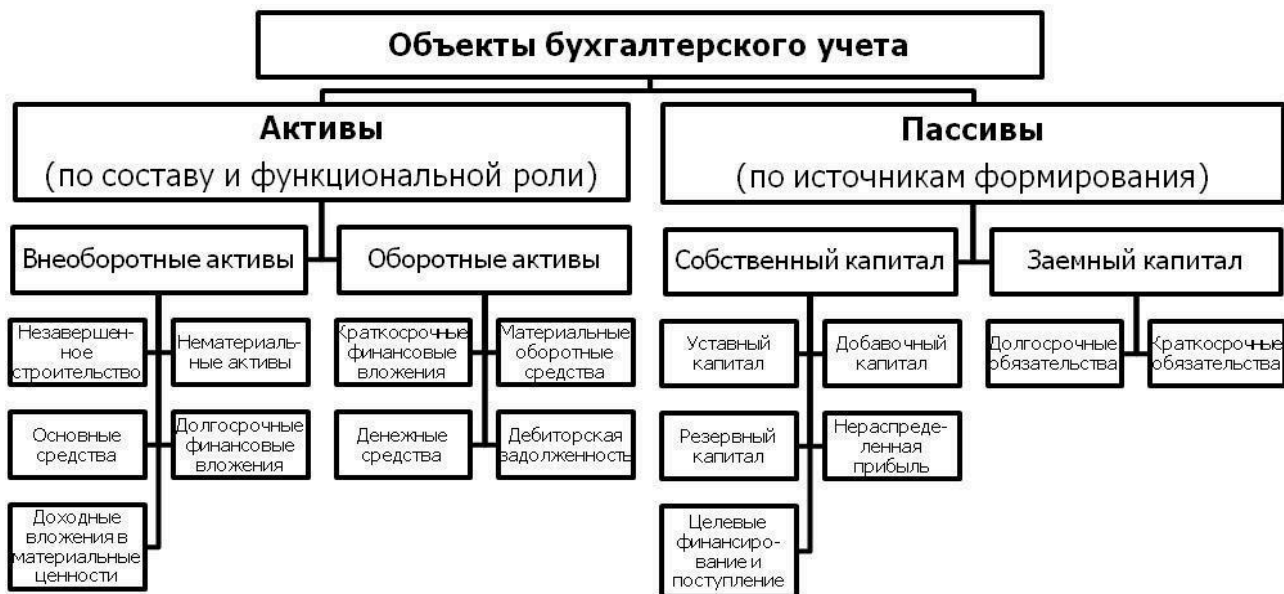 Объекты бухгалтерского учета
Активы
(по составу и функциональной роли)
Пассивы
(по источникам формирования)
Внеоборотные активы
Оборотные активы
Собственный капитал
Заемный капитал
Незавершен-
ное
строительство
Нематериаль-
ные активы
Краткосрочные
финансовые
вложения
Материальные
оборотные
средства
Уставный
капитал
Добавочный
капитал
Долгосрочные
обязательства
Краткосрочные
обязательства
Основные
средства
Долгосрочные
финансовые
вложения
Денежные
средства
Дебиторская
задолженность
Резервный
капитал
Нераспреде-
ленная
прибыль
Доходные
вложения в
материальные
ценности
Целевые
финансиро-
вание и
поступление